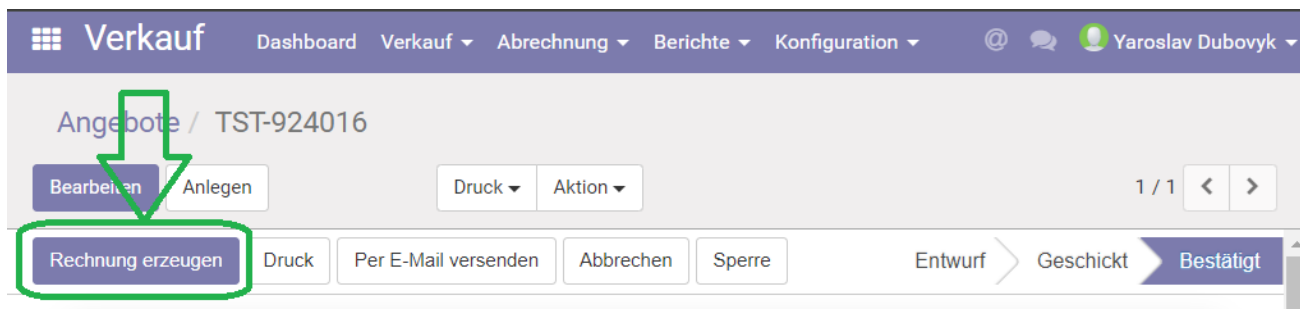 Verkauf Dashboard Verkauf Abrechnung Berichte Konfiguration @ Yaroslav Dubovyk
Angebote / TST-924016
Bearbeiten Anlegen Druck Aktion 1 / 1
Rechnung erzeugen Druck Per E-Mail versenden Abbrechen Sperre Entwurf Geschickt Bestätigt